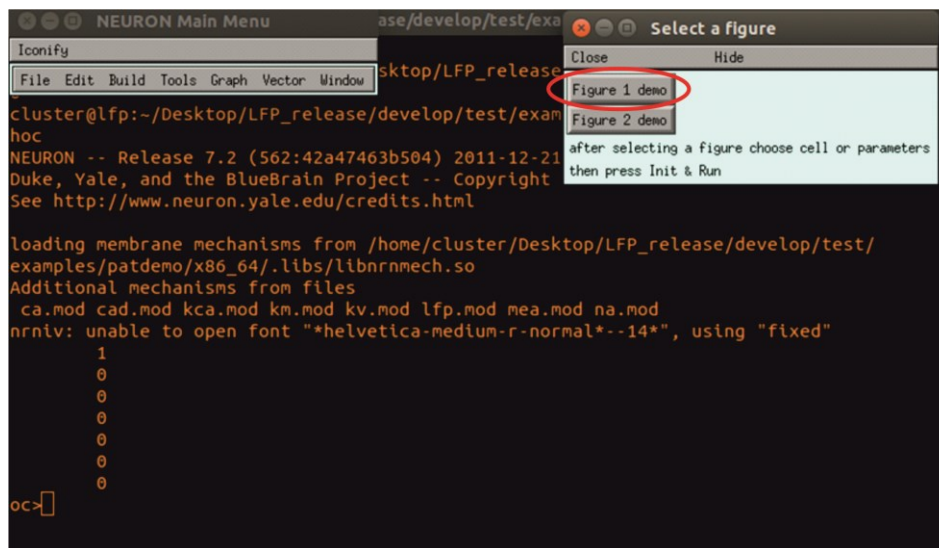 NEURON Main Menu
ase/develop/test/exa
Iconify
File Edit Build Tools Graph Vector Window
sktop/LFP_release
Select a figure
Close Hide
Figure 1 demo
Figure 2 demo
after selecting a figure choose cell or parameters
then press Init & Run
cluster@lfp:~/Desktop/LFP_release/develop/test/exam
hoc
NEURON -- Release 7.2 (562:42a47463b504) 2011-12-21
Duke, Yale, and the BlueBrain Project -- Copyright
See http://www.neuron.yale.edu/credits.html
loading membrane mechanisms from /home/cluster/Desktop/LFP_release/develop/test/
examples/patdemo/x86_64/.libs/libnrnmech.so
Additional mechanisms from files
ca.mod cad.mod kca.mod km.mod kv.mod lfp.mod mea.mod na.mod
nrniv: unable to open font "*helvetica-medium-r-normal*--14*", using "fixed"
1
0
0
0
0
0
0
oc>